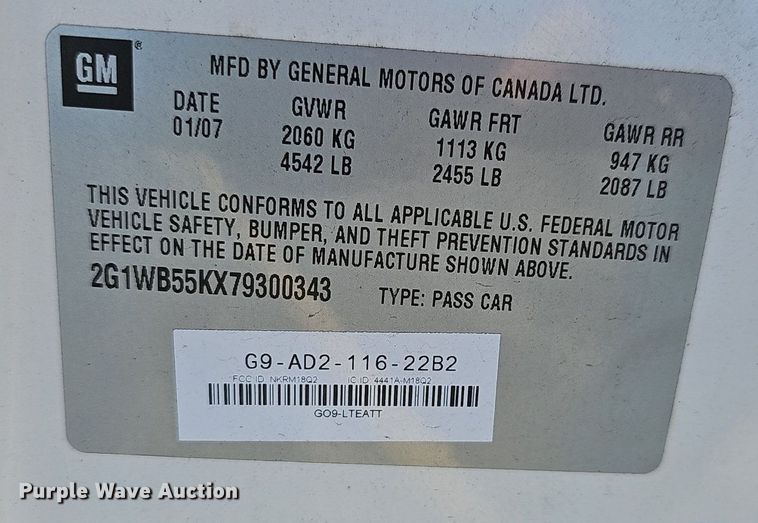 GM®
MFD BY GENERAL MOTORS OF CANADA LTD.
DATE GVWR GAWR FRT GAWR RR
01/07 2060 KG 1113 KG 947 KG
4542 LB 2455 LB 2087 LB
THIS VEHICLE CONFORMS TO ALL APPLICABLE U.S. FEDERAL MOTOR
VEHICLE SAFETY, BUMPER, AND THEFT PREVENTION STANDARDS IN
EFFECT ON THE DATE OF MANUFACTURE SHOWN ABOVE.
2G1WB55KX79300343 TYPE: PASS CAR
G9-AD2-116-22B2
FCC ID: NKRM18Q2 IC ID: 4441A-M18Q2
GO9-LTEATT
Purple Wave Auction